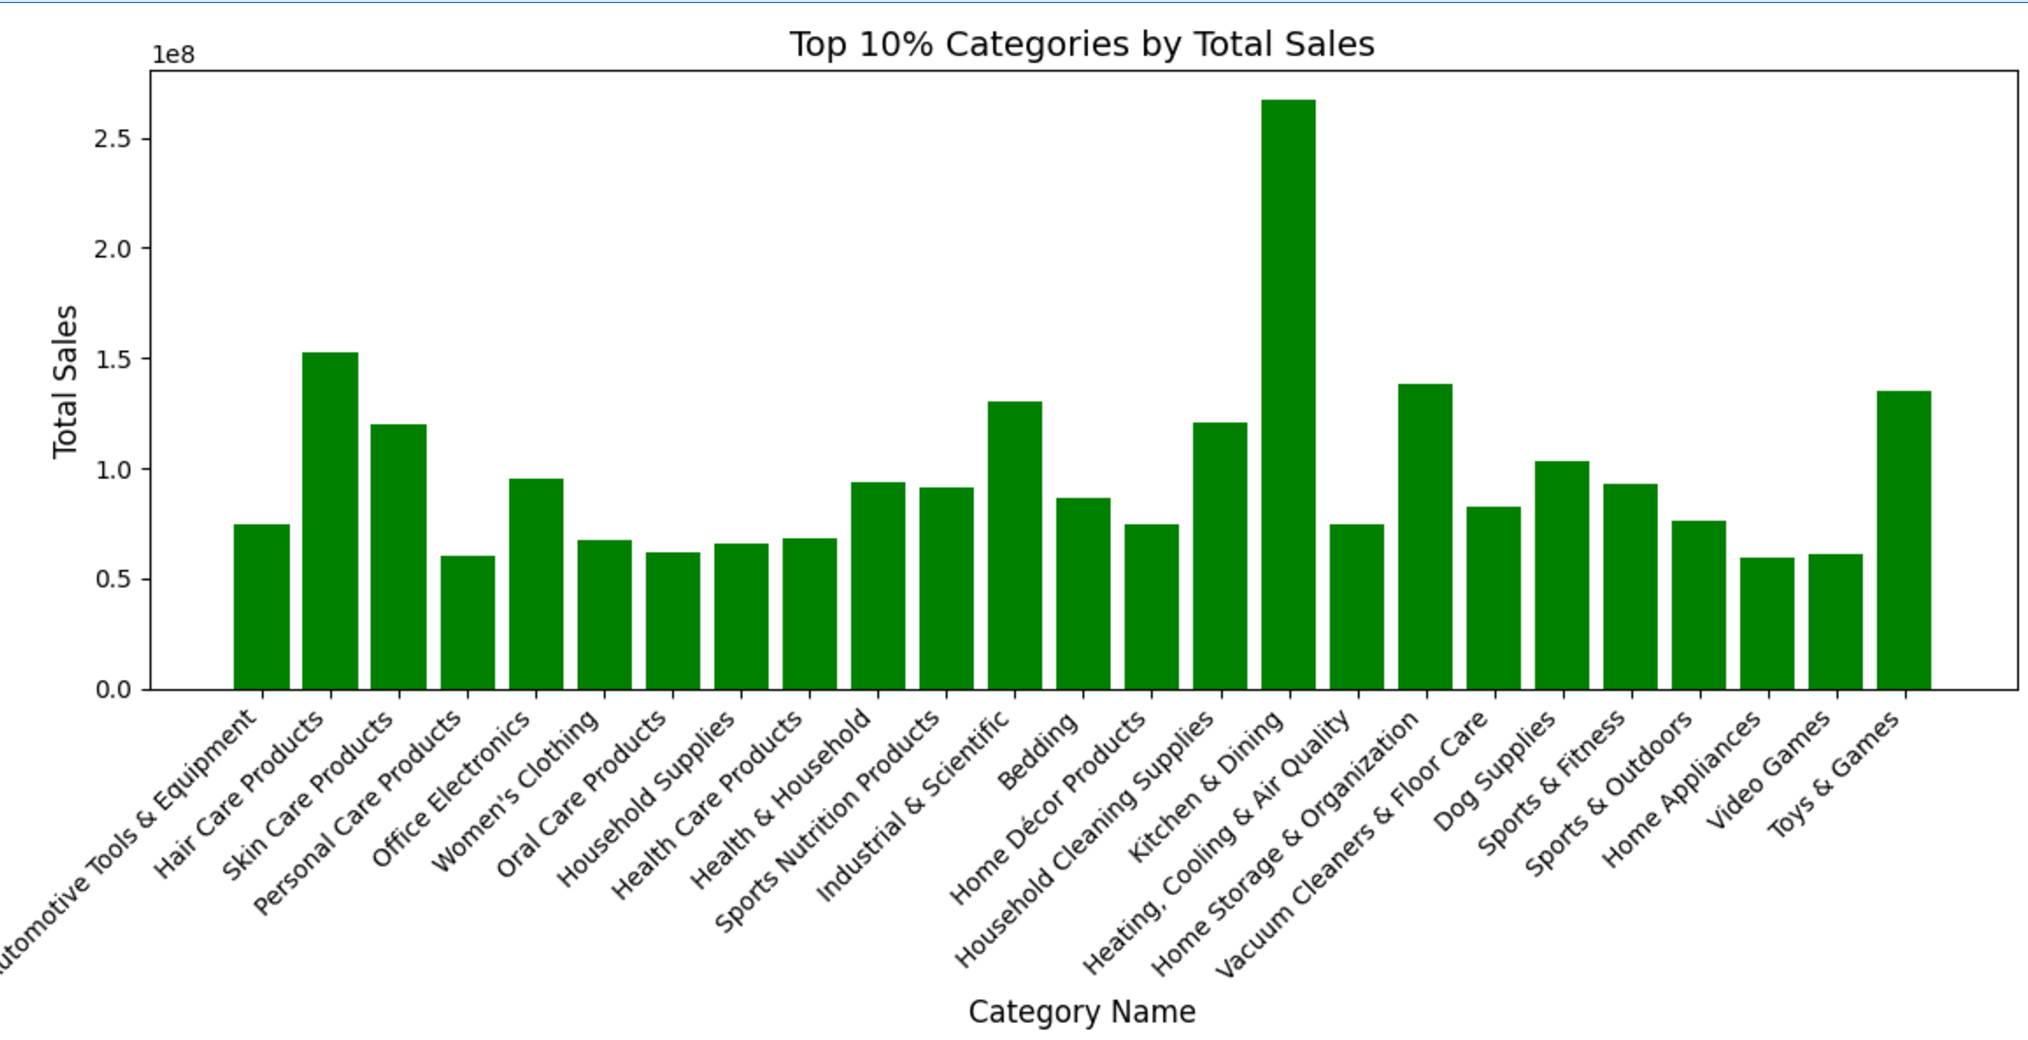 Top 10% Categories by Total Sales
1e8
2.5
2.0
1.5
1.0
0.5
0.0
Total Sales
utomotive Tools & Equipment
Hair Care Products
Skin Care Products
Personal Care Products
Office Electronics
Women's Clothing
Oral Care Products
Household Supplies
Health Care Products
Health & Household
Sports Nutrition Products
Industrial & Scientific
Bedding
Home Décor Products
Household Cleaning Supplies
Kitchen & Dining
Heating, Cooling & Air Quality
Home Storage & Organization
Vacuum Cleaners & Floor Care
Dog Supplies
Sports & Fitness
Sports & Outdoors
Home Appliances
Video Games
Toys & Games
Category Name